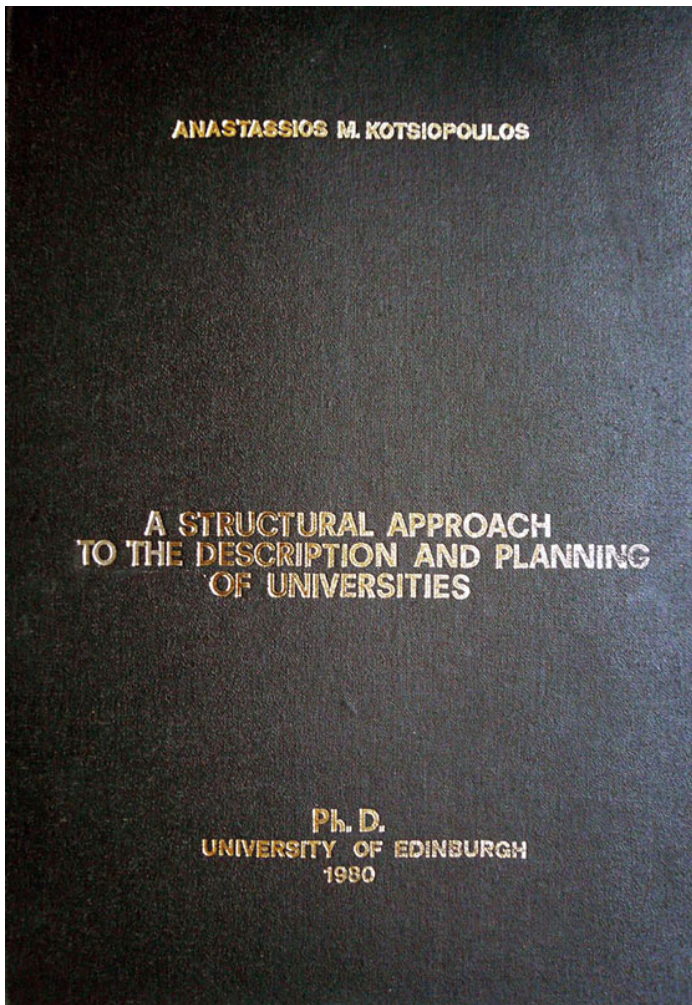 ANASTASSIOS M. KOTSIOPOULOS
A STRUCTURAL APPROACH
TO THE DESCRIPTION AND PLANNING
OF UNIVERSITIES
Ph. D.
UNIVERSITY OF EDINBURGH
1980